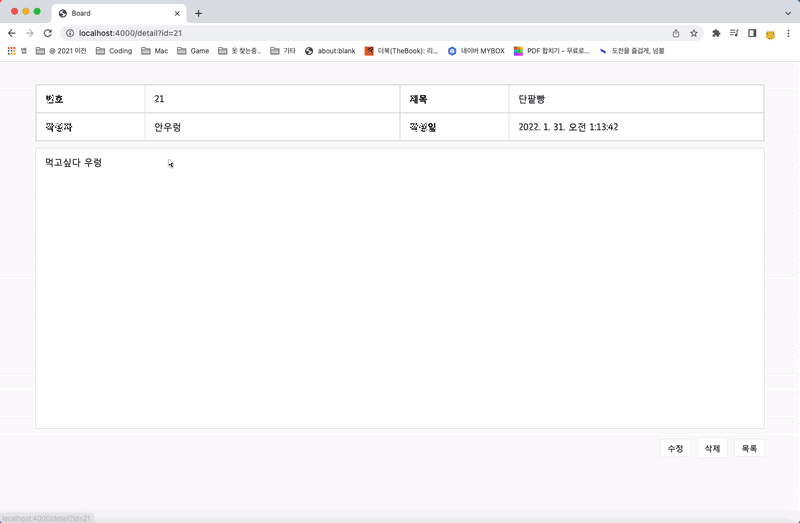 Board
localhost:4000/detail?id=21
앱 @ 2021 이전 Coding Mac Game 옷 찾는중.. 기타 about:blank 더북(TheBook): 리... 네이버 MYBOX PDF 합치기 - 무료로... 도전을 즐겁게, 넘블
번호 21 제목 단팥빵
작성자 안우렁 작성일 2022. 1. 31. 오전 1:13:42
먹고싶다 우렁
수정 삭제 목록
localhost:4000/detail?id=21